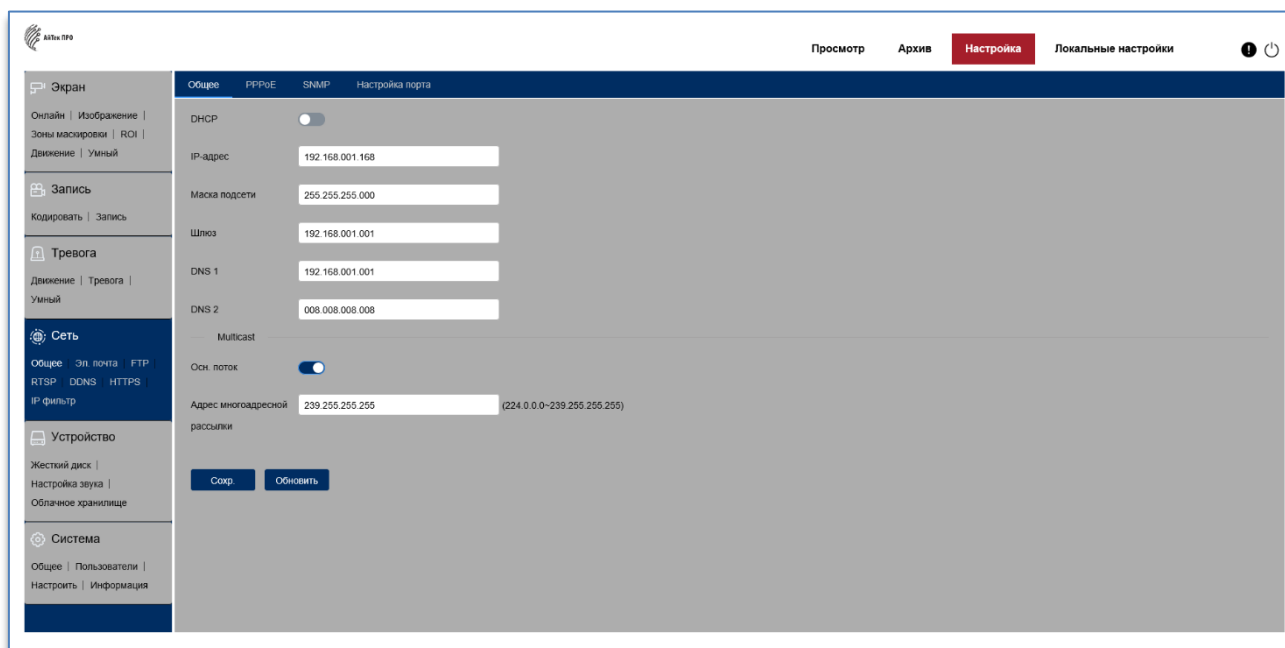 АйТек ПРО
Просмотр Архив Настройка Локальные настройки
Экран
Онлайн | Изображение |
Зоны маскировки | ROI |
Движение | Умный
Запись
Кодировать | Запись
Тревога
Движение | Тревога |
Умный
Сеть
Общее | Эл. почта | FTP |
RTSP | DDNS | HTTPS |
IP фильтр
Устройство
Жесткий диск |
Настройка звука |
Облачное хранилище
Система
Общее | Пользователи |
Настроить | Информация
Общее PPPoE SNMP Настройка порта
DHCP
IP-адрес 192.168.001.168
Маска подсети 255.255.255.000
Шлюз 192.168.001.001
DNS 1 192.168.001.001
DNS 2 008.008.008.008
Multicast
Осн. поток
Адрес многоадресной 239.255.255.255 (224.0.0.0~239.255.255.255)
рассылки
Сохр. Обновить